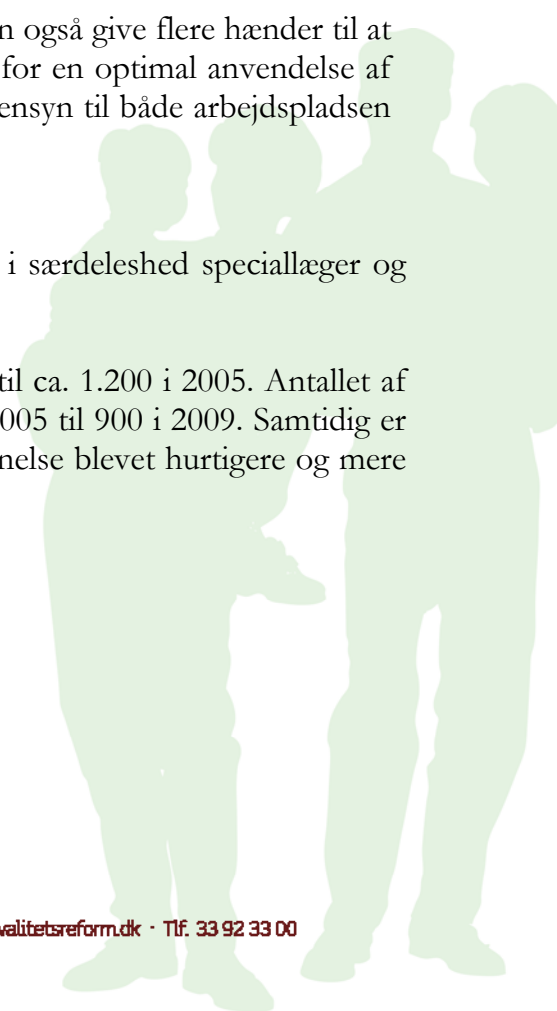 n også give flere hænder til at
for en optimal anvendelse af
ensyn til både arbejdspladsen
i særdeleshed speciallæger og
til ca. 1.200 i 2005. Antallet af
005 til 900 i 2009. Samtidig er
nelse blevet hurtigere og mere
valitetsreform.dk · Tlf. 33 92 33 00